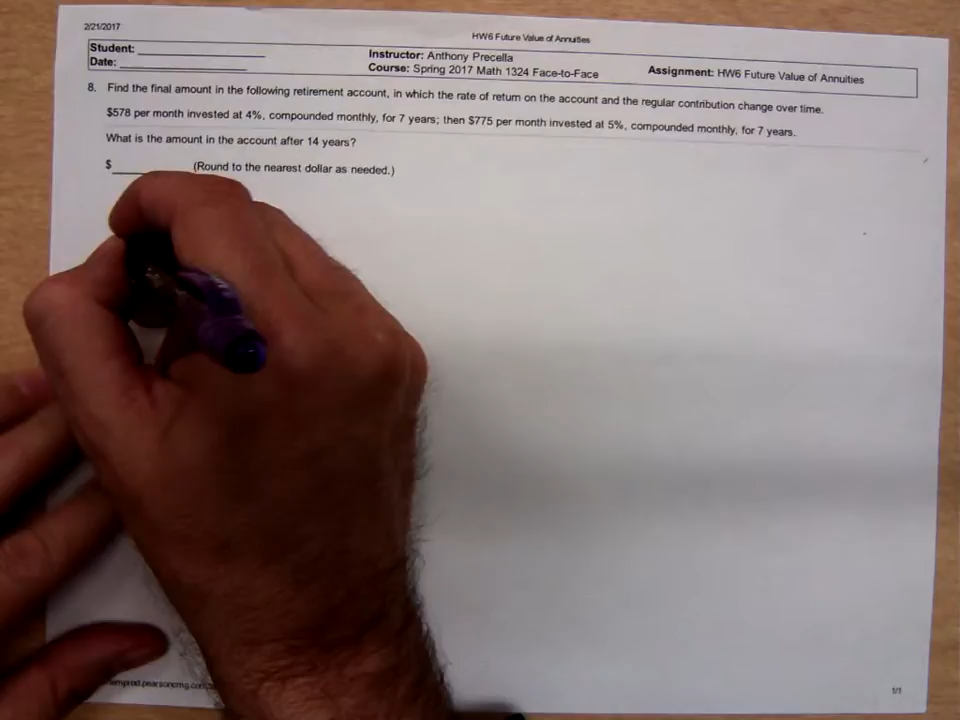 2/21/2017
HW6 Future Value of Annuities
Student:
Date:
Instructor: Anthony Precella
Course: Spring 2017 Math 1324 Face-to-Face
Assignment: HW6 Future Value of Annuities
8. Find the final amount in the following retirement account, in which the rate of return on the account and the regular contribution change over time.
$578 per month invested at 4%, compounded monthly, for 7 years; then $775 per month invested at 5%, compounded monthly, for 7 years.
What is the amount in the account after 14 years?
$ (Round to the nearest dollar as needed.)
1/1